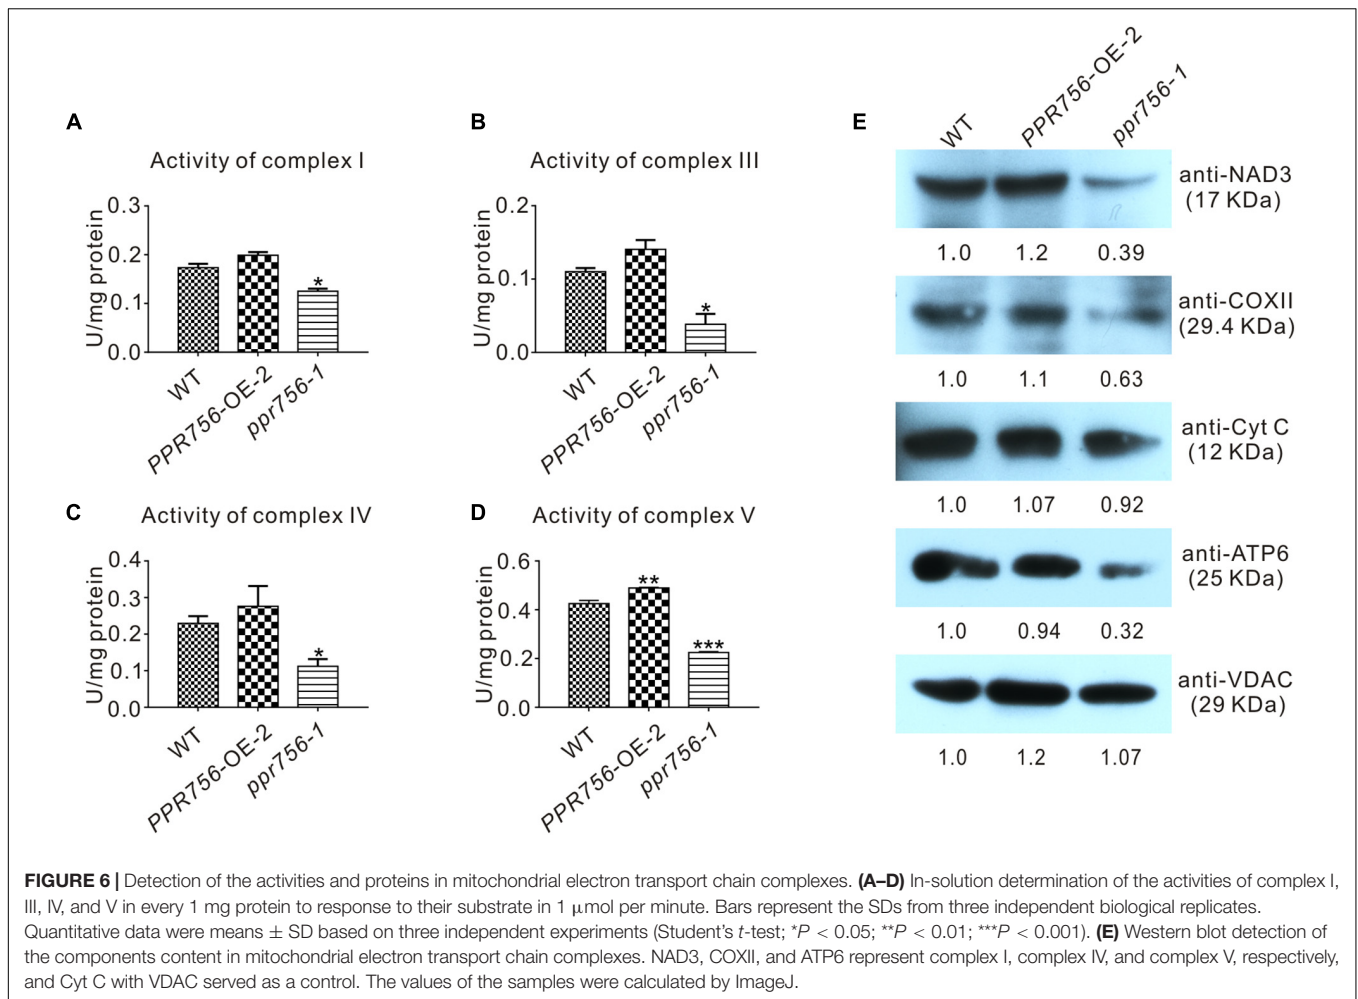 A
Activity of complex I
U/mg protein
0.3
0.2
0.1
0.0
*
WT
PPR756-OE-2
ppr756-1
B
Activity of complex III
U/mg protein
0.2
0.1
0.0
*
WT
PPR756-OE-2
ppr756-1
C
Activity of complex IV
U/mg protein
0.4
0.3
0.2
0.1
0.0
*
WT
PPR756-OE-2
ppr756-1
D
Activity of complex V
U/mg protein
0.6
0.4
0.2
0.0
**
***
WT
PPR756-OE-2
ppr756-1
E
WT
PPR756-OE-2
ppr756-1
anti-NAD3
(17 KDa)
1.0 1.2 0.39
anti-COXII
(29.4 KDa)
1.0 1.1 0.63
anti-Cyt C
(12 KDa)
1.0 1.07 0.92
anti-ATP6
(25 KDa)
1.0 0.94 0.32
anti-VDAC
(29 KDa)
1.0 1.2 1.07
FIGURE 6 | Detection of the activities and proteins in mitochondrial electron transport chain complexes. (A–D) In-solution determination of the activities of complex I,
III, IV, and V in every 1 mg protein to response to their substrate in 1 μmol per minute. Bars represent the SDs from three independent biological replicates.
Quantitative data were means ± SD based on three independent experiments (Student's t-test; *P < 0.05; **P < 0.01; ***P < 0.001). (E) Western blot detection of
the components content in mitochondrial electron transport chain complexes. NAD3, COXII, and ATP6 represent complex I, complex IV, and complex V, respectively,
and Cyt C with VDAC served as a control. The values of the samples were calculated by ImageJ.